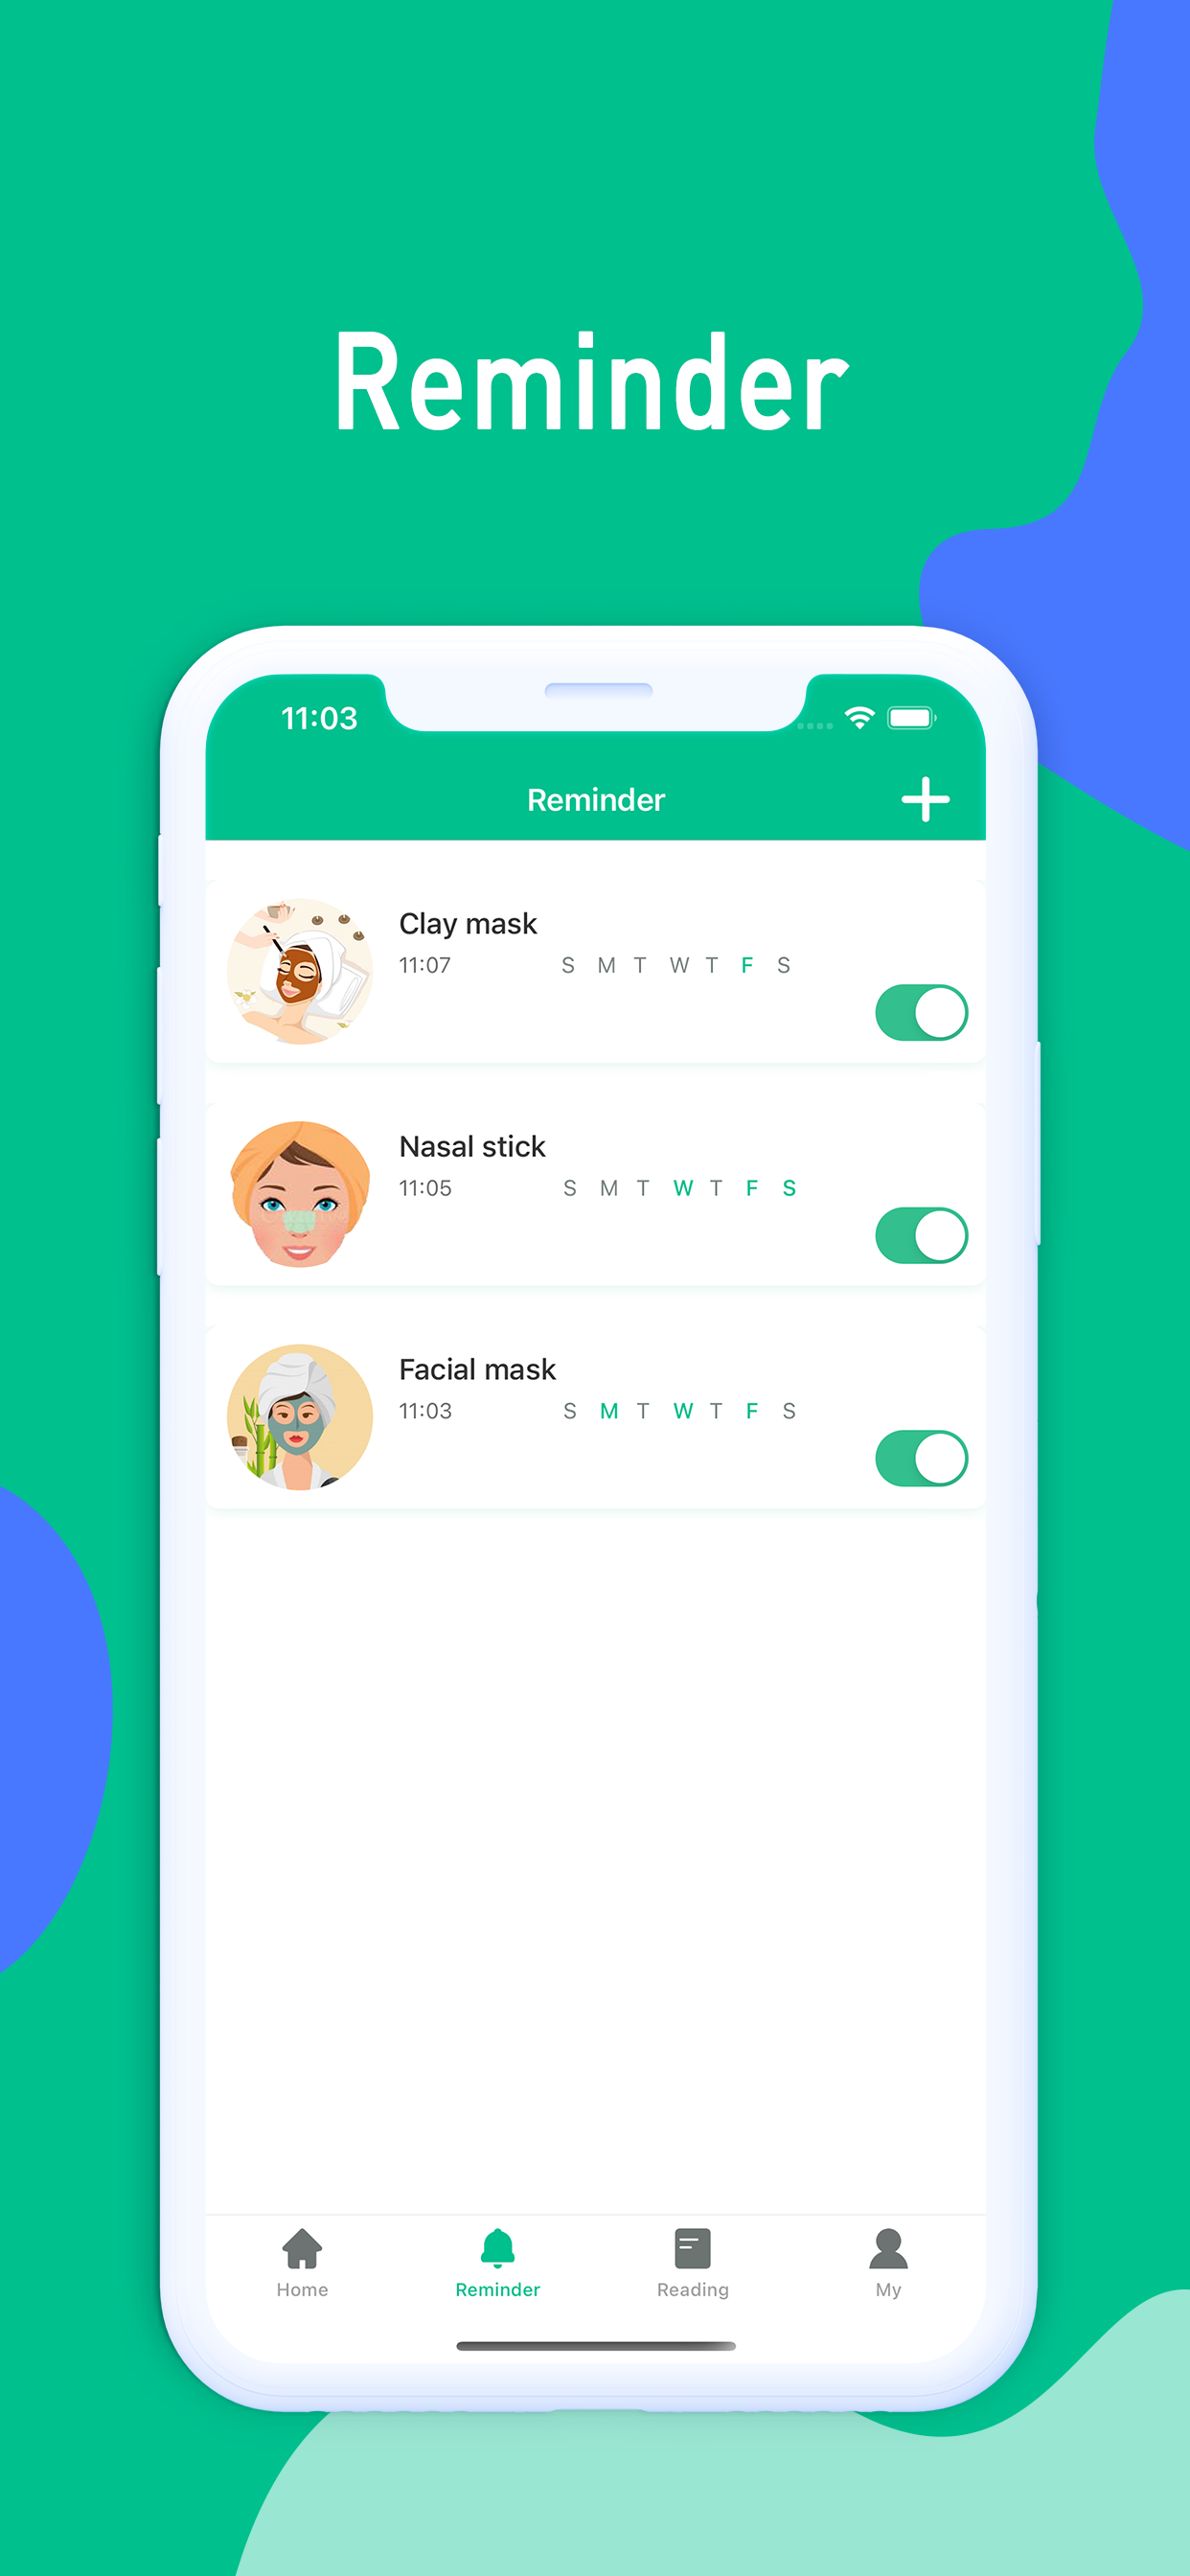 Reminder
11:03
Reminder
Clay mask
11:07 S M T W T F S
Nasal stick
11:05 S M T W T F S
Facial mask
11:03 S M T W T F S
Home Reminder Reading My